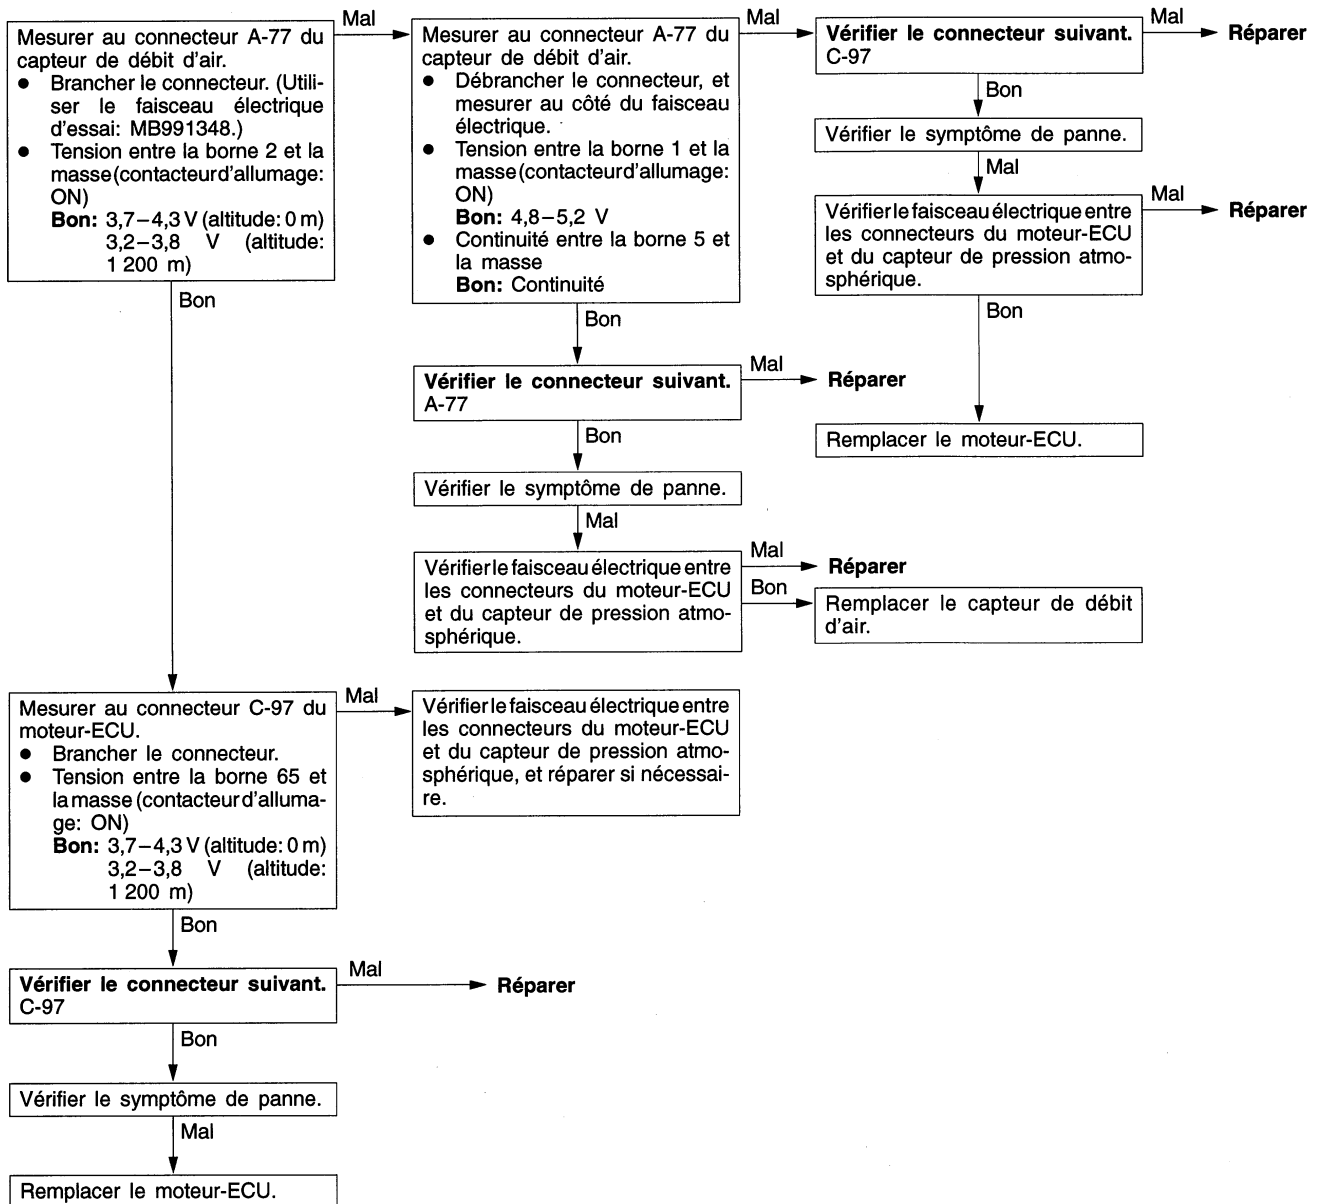 Mesurer au connecteur A-77 du
capteur de débit d'air.
● Brancher le connecteur. (Utili-
ser le faisceau électrique
d'essai: MB991348.)
● Tension entre la borne 2 et la
masse (contacteur d'allumage:
ON)
Bon: 3,7–4,3 V (altitude: 0 m)
3,2–3,8 V (altitude:
1 200 m)
Mal
Mesurer au connecteur A-77 du
capteur de débit d'air.
● Débrancher le connecteur, et
mesurer au côté du faisceau
électrique.
● Tension entre la borne 1 et la
masse (contacteur d'allumage:
ON)
Bon: 4,8–5,2 V
● Continuité entre la borne 5 et
la masse
Bon: Continuité
Mal
Vérifier le connecteur suivant.
C-97
Mal
Réparer
Bon
Vérifier le symptôme de panne.
Mal
Vérifier le faisceau électrique entre
les connecteurs du moteur-ECU
et du capteur de pression atmo-
sphérique.
Mal
Réparer
Bon
Remplacer le moteur-ECU.
Bon
Vérifier le connecteur suivant.
A-77
Mal
Réparer
Bon
Vérifier le symptôme de panne.
Mal
Vérifier le faisceau électrique entre
les connecteurs du moteur-ECU
et du capteur de pression atmo-
sphérique.
Mal
Réparer
Bon
Remplacer le capteur de débit
d'air.
Bon
Mesurer au connecteur C-97 du
moteur-ECU.
● Brancher le connecteur.
● Tension entre la borne 65 et
la masse (contacteur d'alluma-
ge: ON)
Bon: 3,7–4,3 V (altitude: 0 m)
3,2–3,8 V (altitude:
1 200 m)
Mal
Vérifier le faisceau électrique entre
les connecteurs du moteur-ECU
et du capteur de pression atmo-
sphérique, et réparer si nécessai-
re.
Bon
Vérifier le connecteur suivant.
C-97
Mal
Réparer
Bon
Vérifier le symptôme de panne.
Mal
Remplacer le moteur-ECU.